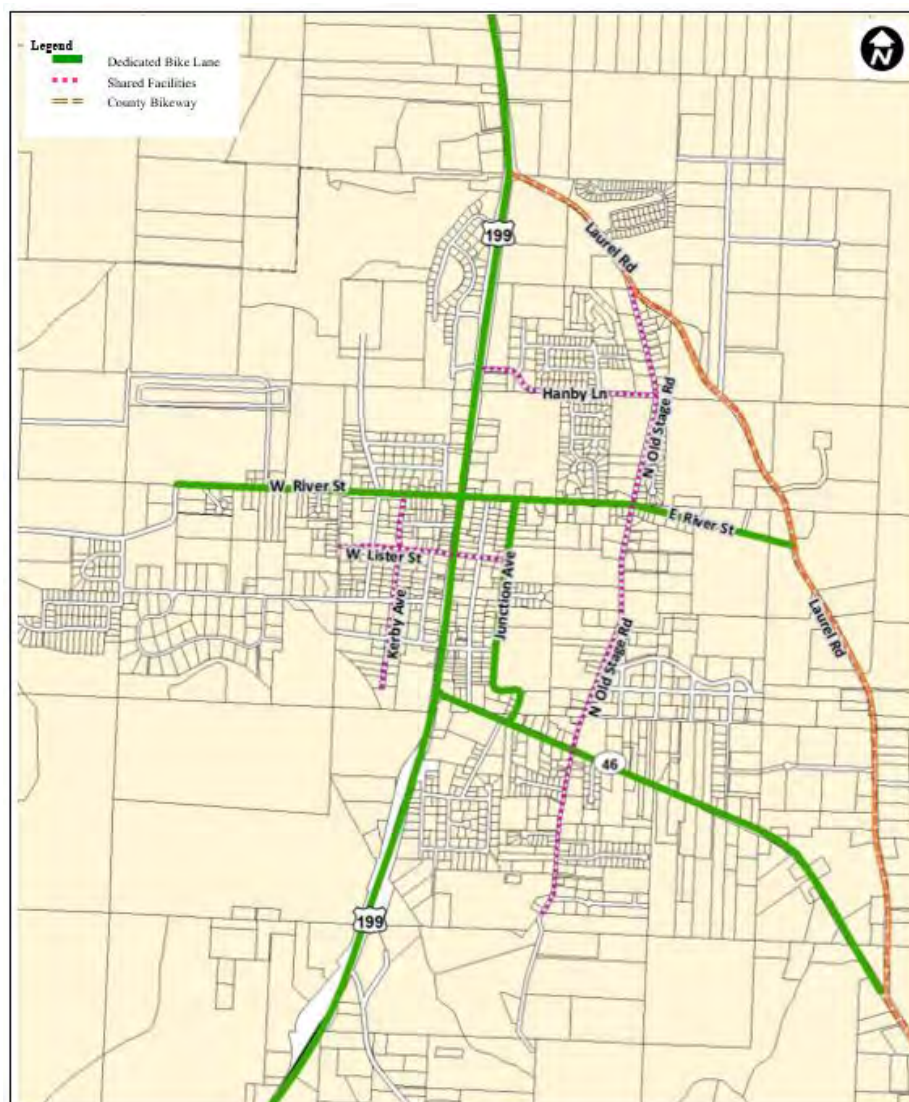 Legend
Dedicated Bike Lane
Shared Facilities
County Bikeway
N
199
Laurel Rd
Hanby Ln
N Old Stage Rd
W River St
E River St
W Lister St
Junction Ave
Kerby Ave
Laurel Rd
N Old Stage Rd
46
199